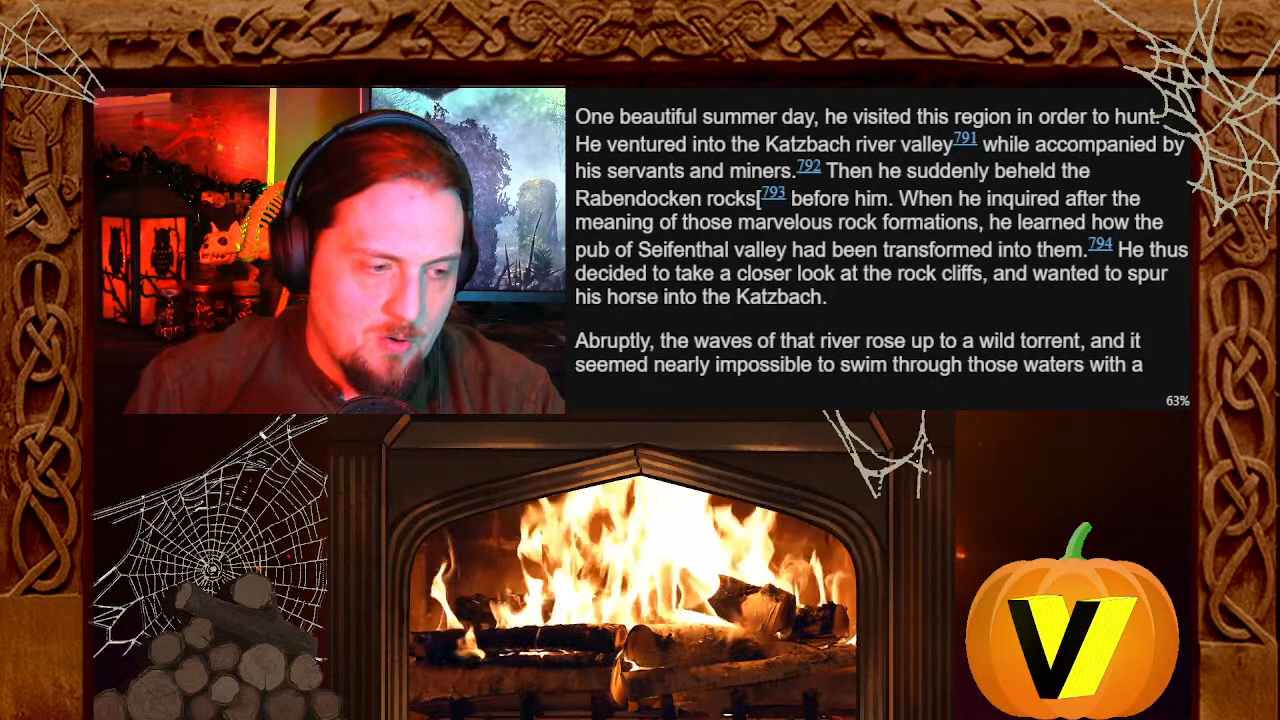 One beautiful summer day, he visited this region in order to hunt.
He ventured into the Katzbach river valley791 while accompanied by
his servants and miners.792 Then he suddenly beheld the
Rabendocken rocks[793 before him. When he inquired after the
meaning of those marvelous rock formations, he learned how the
pub of Seifenthal valley had been transformed into them.794 He thus
decided to take a closer look at the rock cliffs, and wanted to spur
his horse into the Katzbach.
Abruptly, the waves of that river rose up to a wild torrent, and it
seemed nearly impossible to swim through those waters with a
63%
V